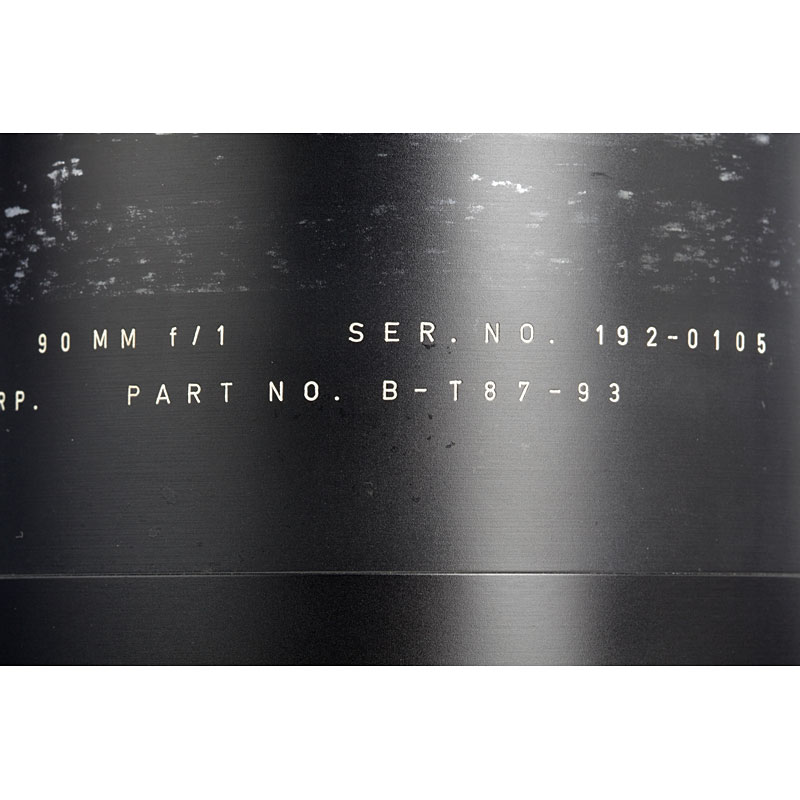 90 MM f/1 SER. NO. 192-0105
RP. PART NO. B-T87-93